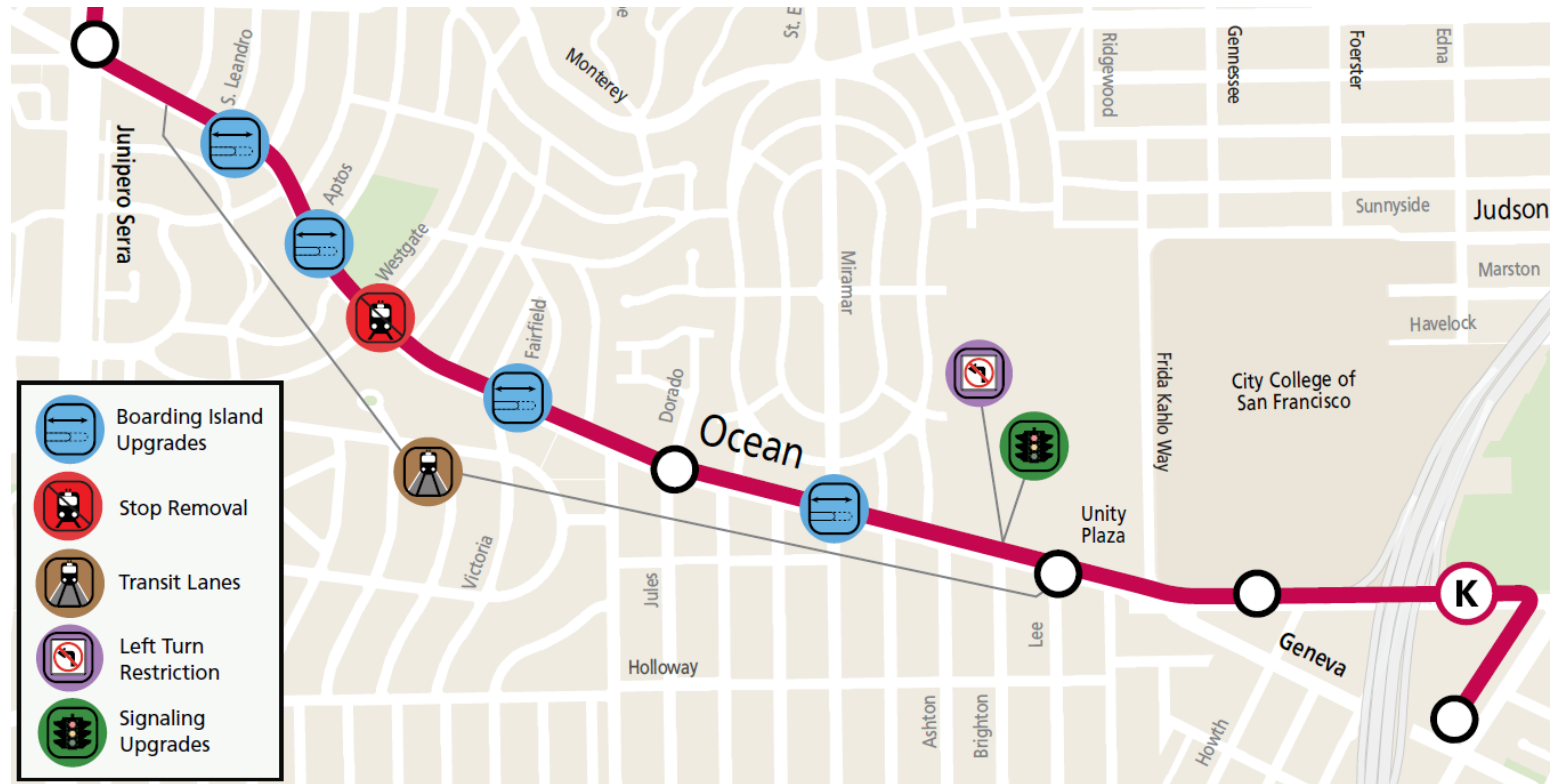 S. Leandro
Monterey
St. E
Ridgewood
Gennessee
Foerster
Edna
Junipero Serra
Aptos
Westgate
Fairfield
Dorado
Miramar
Sunnyside
Judson
Marston
Havelock
Frida Kahlo Way
City College of
San Francisco
Ocean
Unity
Plaza
K
Geneva
Victoria
Jules
Holloway
Lee
Ashton
Brighton
Howth
Boarding Island
Upgrades
Stop Removal
Transit Lanes
Left Turn
Restriction
Signaling
Upgrades